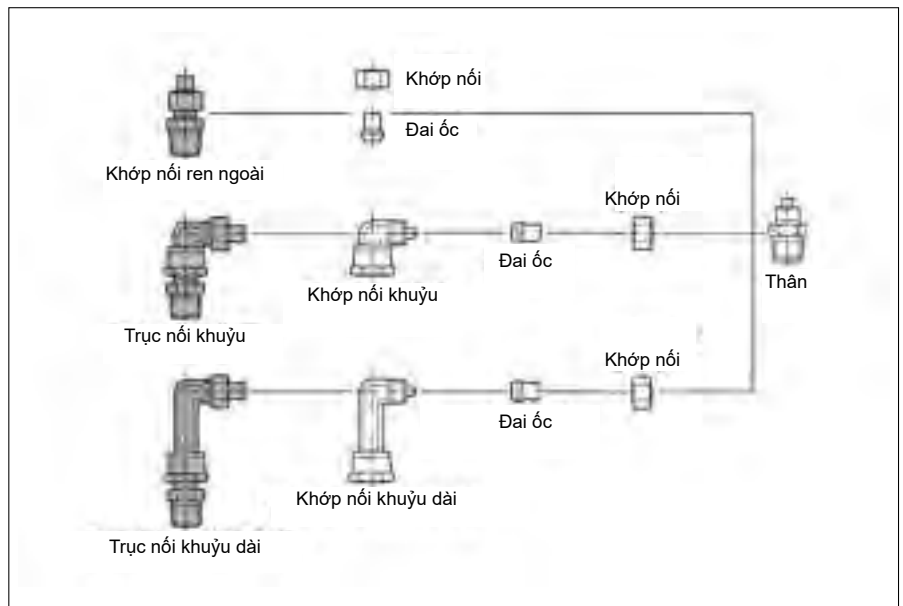 Khớp nối
Đai ốc
Khớp nối ren ngoài
Khớp nối
Đai ốc
Thân
Khớp nối khuỷu
Trục nối khuỷu
Khớp nối
Đai ốc
Khớp nối khuỷu dài
Trục nối khuỷu dài